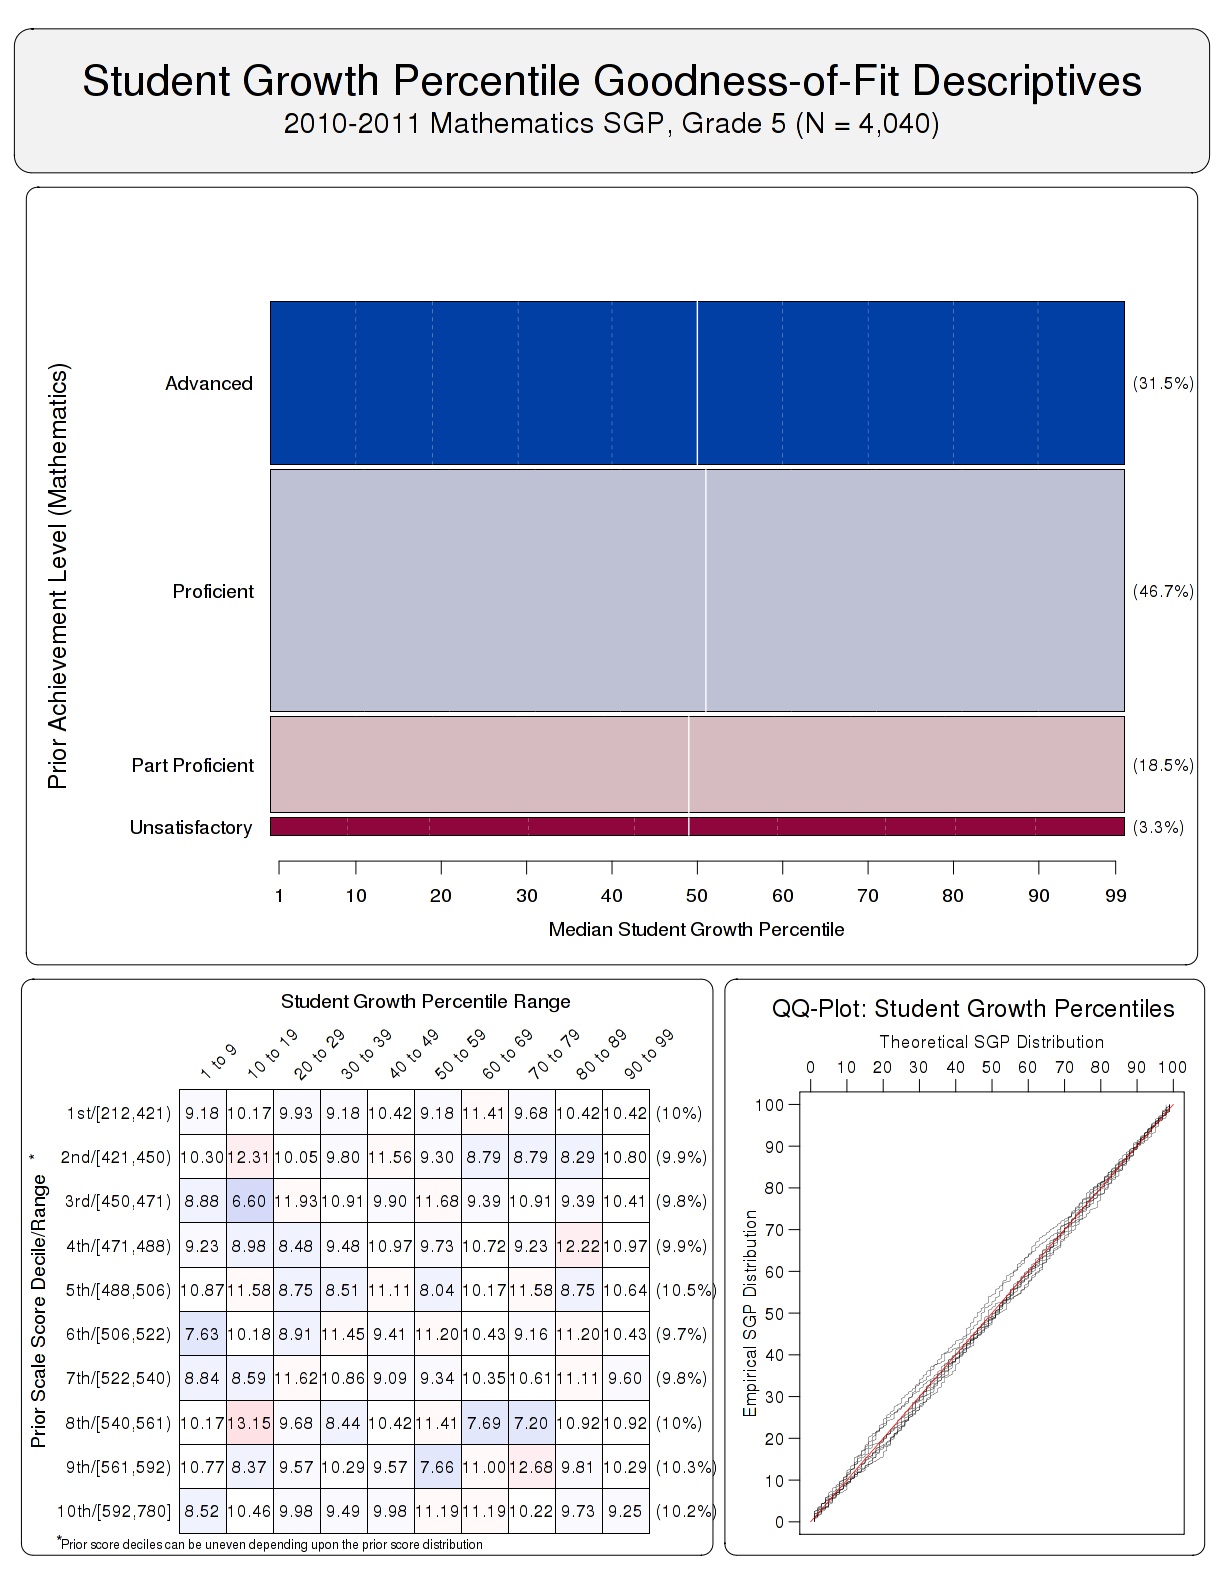 Student Growth Percentile Goodness-of-Fit Descriptives
2010-2011 Mathematics SGP, Grade 5 (N = 4,040)
Prior Achievement Level (Mathematics)
Advanced (31.5%)
Proficient (46.7%)
Part Proficient (18.5%)
Unsatisfactory (3.3%)
1 10 20 30 40 50 60 70 80 90 99
Median Student Growth Percentile
Student Growth Percentile Range
1 to 9 10 to 19 20 to 29 30 to 39 40 to 49 50 to 59 60 to 69 70 to 79 80 to 89 90 to 99
Prior Scale Score Decile/Range *
1st/[212,421) 9.18 10.17 9.93 9.18 10.42 9.18 11.41 9.68 10.42 10.42 (10%)
2nd/[421,450) 10.30 12.31 10.05 9.80 11.56 9.30 8.79 8.79 8.29 10.80 (9.9%)
3rd/[450,471) 8.88 6.60 11.93 10.91 9.90 11.68 9.39 10.91 9.39 10.41 (9.8%)
4th/[471,488) 9.23 8.98 8.48 9.48 10.97 9.73 10.72 9.23 12.22 10.97 (9.9%)
5th/[488,506) 10.87 11.58 8.75 8.51 11.11 8.04 10.17 11.58 8.75 10.64 (10.5%)
6th/[506,522) 7.63 10.18 8.91 11.45 9.41 11.20 10.43 9.16 11.20 10.43 (9.7%)
7th/[522,540) 8.84 8.59 11.62 10.86 9.09 9.34 10.35 10.61 11.11 9.60 (9.8%)
8th/[540,561) 10.17 13.15 9.68 8.44 10.42 11.41 7.69 7.20 10.92 10.92 (10%)
9th/[561,592) 10.77 8.37 9.57 10.29 9.57 7.66 11.00 12.68 9.81 10.29 (10.3%)
10th/[592,780] 8.52 10.46 9.98 9.49 9.98 11.19 11.19 10.22 9.73 9.25 (10.2%)
*Prior score deciles can be uneven depending upon the prior score distribution
QQ-Plot: Student Growth Percentiles
Theoretical SGP Distribution
0 10 20 30 40 50 60 70 80 90 100
Empirical SGP Distribution
100
90
80
70
60
50
40
30
20
10
0